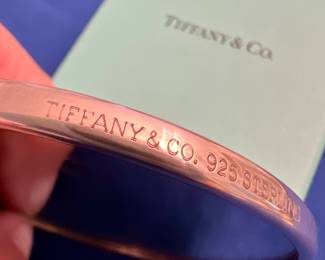 TIFFANY & CO.
TIFFANY & CO. 925 STERLING